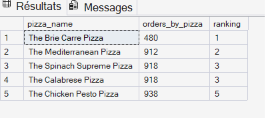 Résultats Messages
pizza_name orders_by_pizza ranking
1 The Brie Carre Pizza 480 1
2 The Mediterranean Pizza 912 2
3 The Spinach Supreme Pizza 918 3
4 The Calabrese Pizza 918 3
5 The Chicken Pesto Pizza 938 5